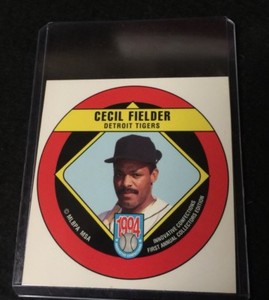 CECIL FIELDER
DETROIT TIGERS
1994
© MLBPA MSA
INNOVATIVE CONFECTIONS
FIRST ANNUAL COLLECTORS EDITION